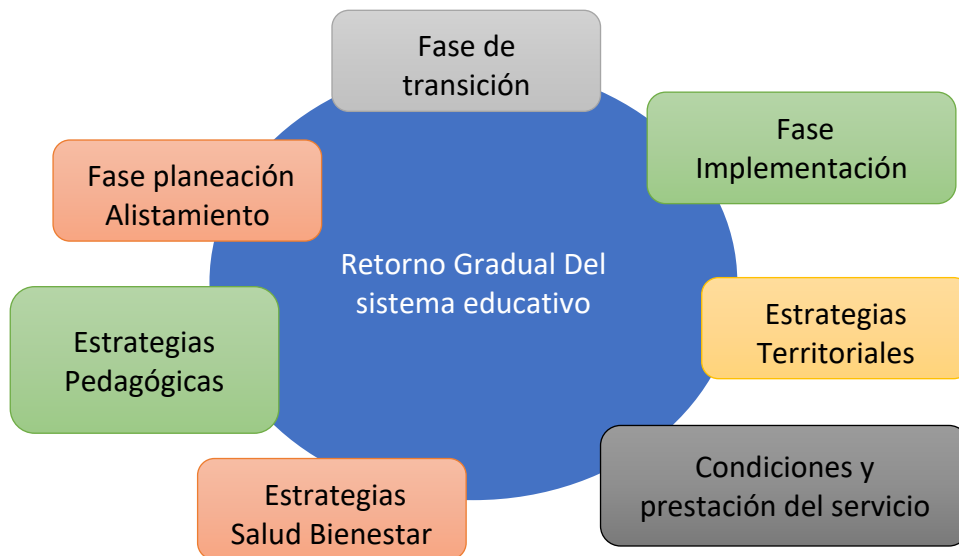 Fase de
transición
Fase
Implementación
Fase planeación
Alistamiento
Retorno Gradual Del
sistema educativo
Estrategias
Territoriales
Estrategias
Pedagógicas
Condiciones y
prestación del servicio
Estrategias
Salud Bienestar